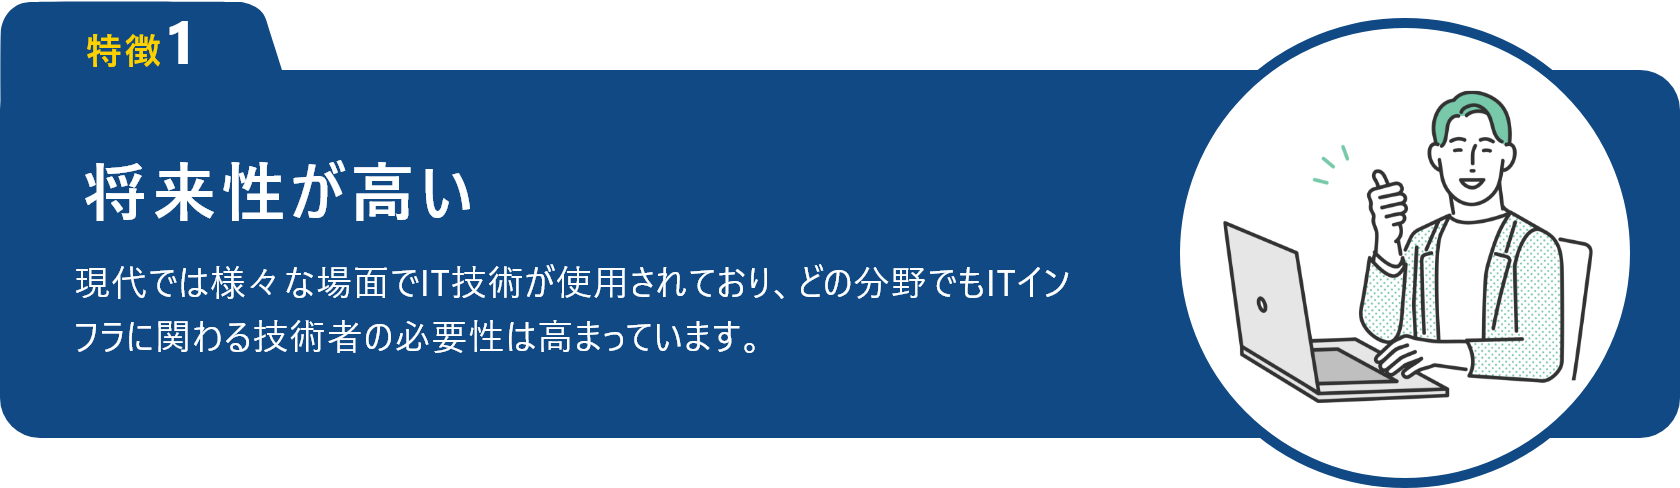 特徴1
将来性が高い
現代では様々な場面でIT技術が使用されており、どの分野でもITイン
フラに関わる技術者の必要性は高まっています。